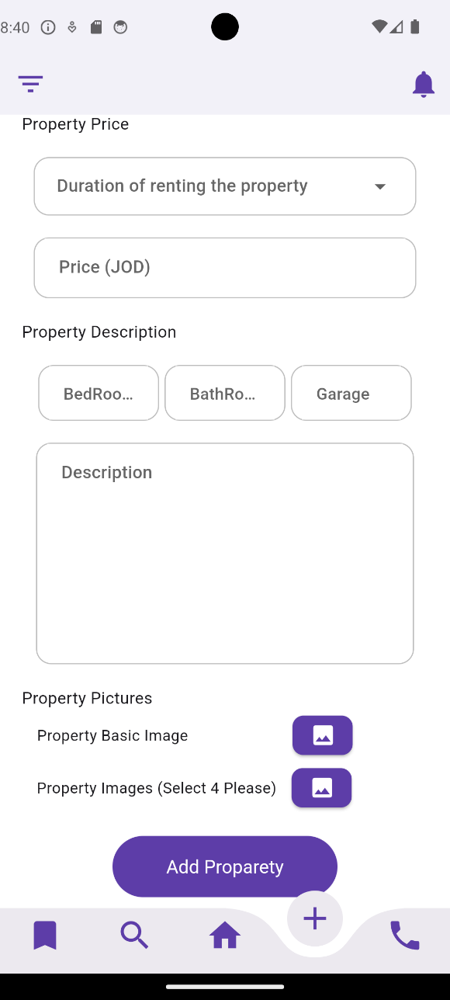 8:40
Property Price
Duration of renting the property
Price (JOD)
Property Description
BedRoo... BathRo... Garage
Description
Property Pictures
Property Basic Image
Property Images (Select 4 Please)
Add Proparety